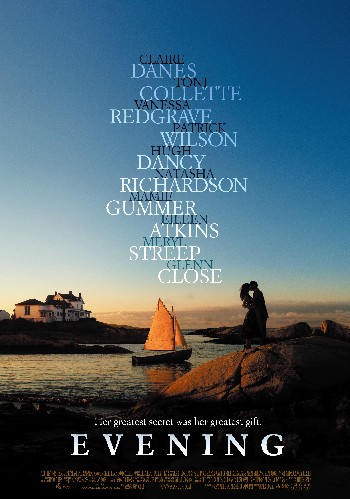 CLAIRE
DANES
TONI
COLLETTE
VANESSA
REDGRAVE
PATRICK
WILSON
HUGH
DANCY
NATASHA
RICHARDSON
MAMIE
GUMMER
EILEEN
ATKINS
MERYL
STREEP
GLENN
CLOSE
Her greatest secret was her greatest gift.
EVENING